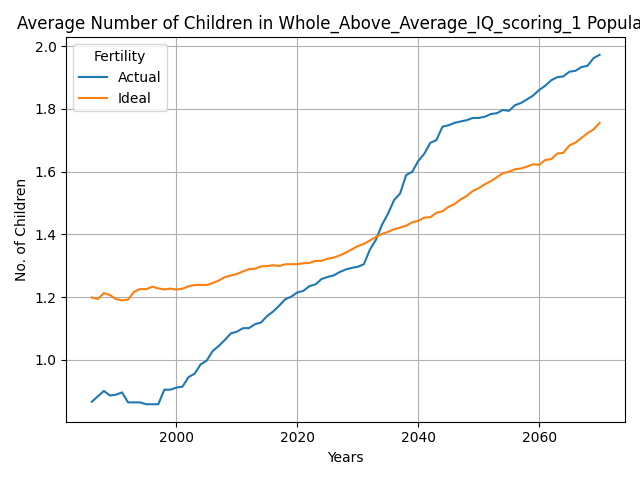 Average Number of Children in Whole_Above_Average_IQ_scoring_1 Popula
Fertility
Actual
Ideal
No. of Children
2.0
1.8
1.6
1.4
1.2
1.0
2000 2020 2040 2060
Years